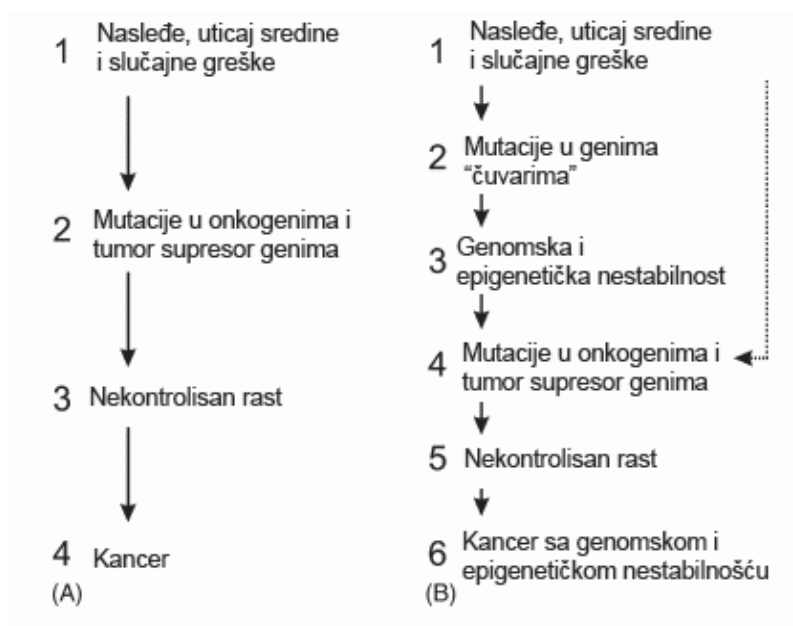 1 Nasleđe, uticaj sredine
i slučajne greške
2 Mutacije u onkogenima i
tumor supresor genima
3 Nekontrolisan rast
4 Kancer
(A)
1 Nasleđe, uticaj sredine
i slučajne greške
2 Mutacije u genima
“čuvarima”
3 Genomska i
epigenetička nestabilnost
4 Mutacije u onkogenima i
tumor supresor genima
5 Nekontrolisan rast
6 Kancer sa genomskom i
epigenetičkom nestabilnošću
(B)